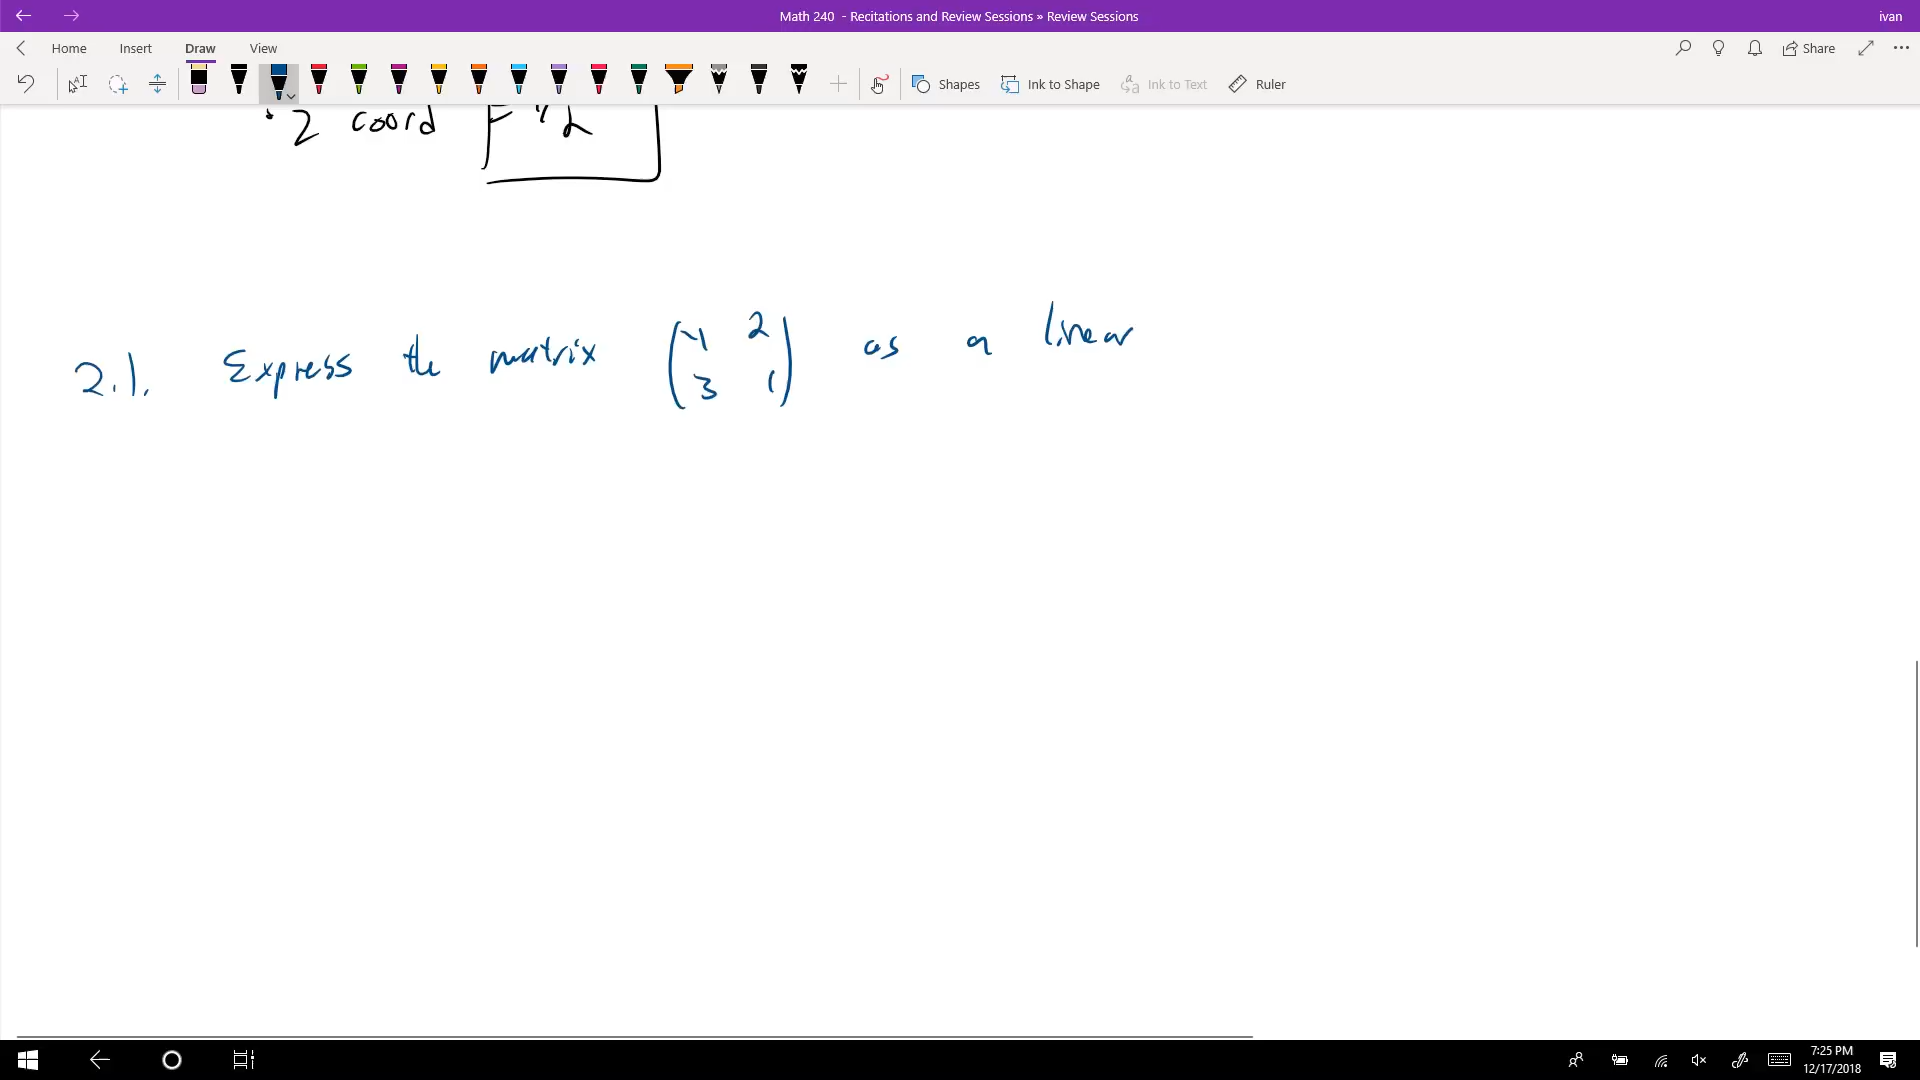 Math 240 - Recitations and Review Sessions » Review Sessions
ivan
Home Insert Draw View
Share
Shapes Ink to Shape Ink to Text Ruler
2 coord = 1/2
2.1. Express the matrix (-1 2
3 1) as a linear
7:25 PM
12/17/2018